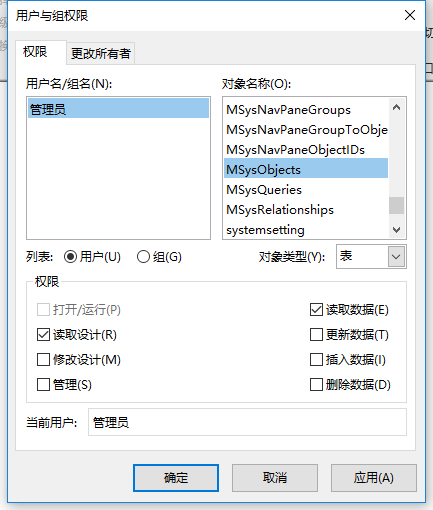 用户与组权限
权限
更改所有者
用户名/组名(N):
对象名称(O):
管理员
MSysNavPaneGroups
MSysNavPaneGroupToObje
MSysNavPaneObjectIDs
MSysObjects
MSysQueries
MSysRelationships
systemsetting
列表:
用户(U)
组(G)
对象类型(Y):
表
权限
打开/运行(P)
读取数据(E)
读取设计(R)
更新数据(T)
修改设计(M)
插入数据(I)
管理(S)
删除数据(D)
当前用户:
管理员
确定
取消
应用(A)